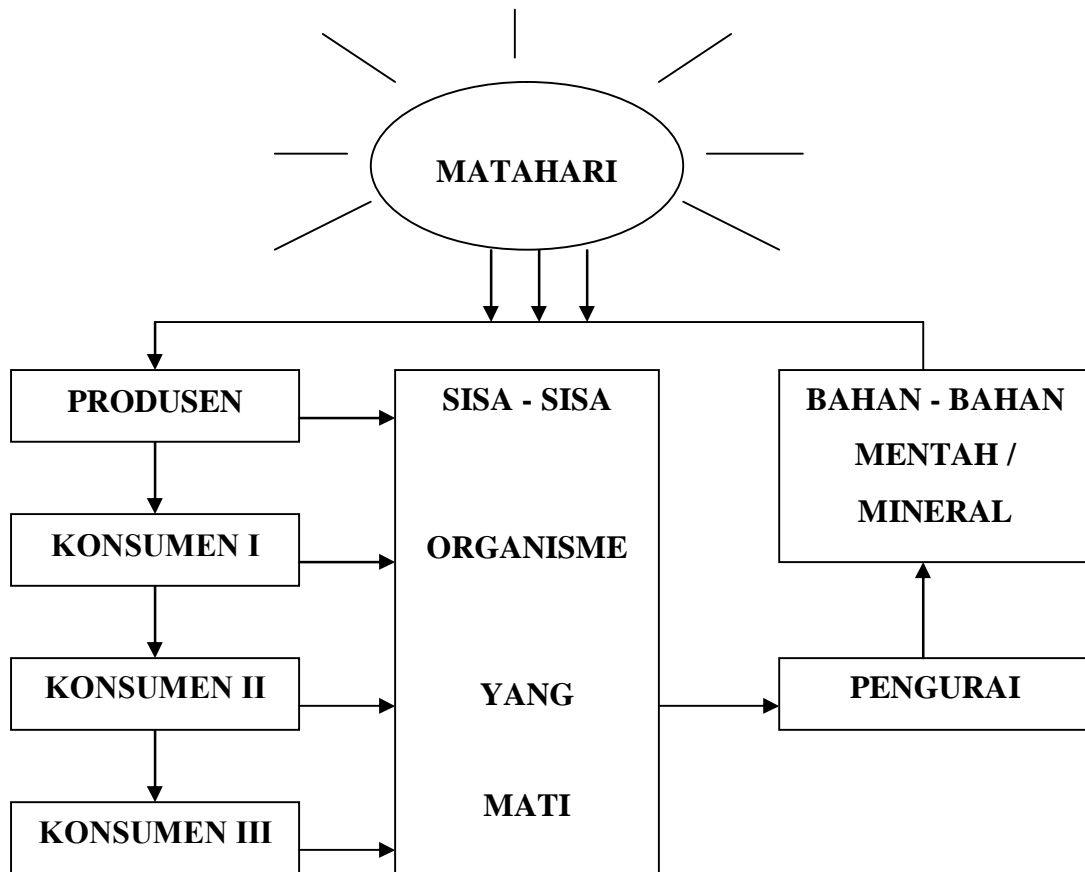 MATAHARI
PRODUSEN
KONSUMEN I
KONSUMEN II
KONSUMEN III
SISA - SISA
ORGANISME
YANG
MATI
BAHAN - BAHAN
MENTAH /
MINERAL
PENGURAI